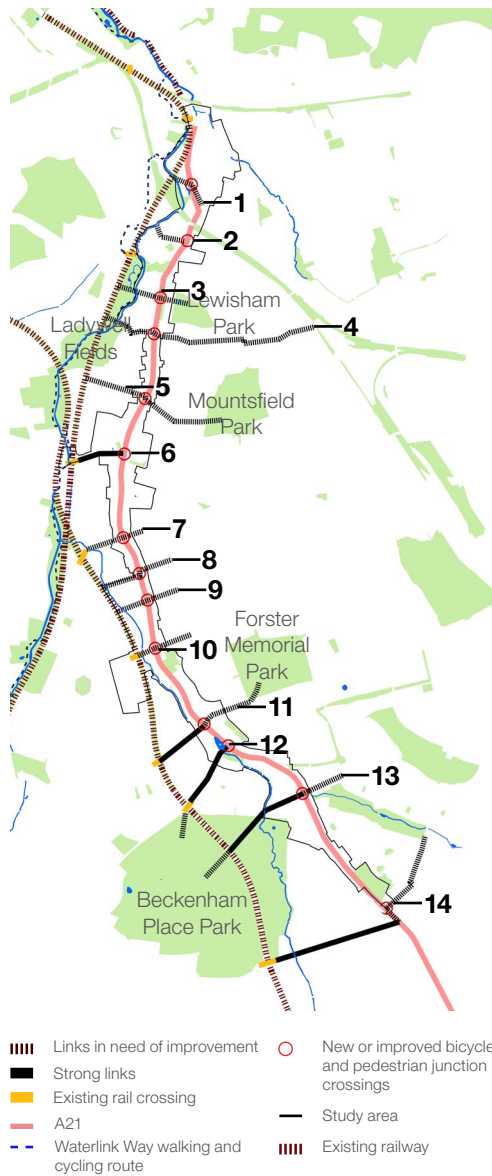 1
2
3
Lewisham
Park
4
Ladywell
Fields
5
Mountsfield
Park
6
7
8
9
Forster
Memorial
Park
10
11
12
13
Beckenham
Place Park
14
Links in need of improvement
Strong links
Existing rail crossing
A21
Waterlink Way walking and
cycling route
New or improved bicycle
and pedestrian junction
crossings
Study area
Existing railway